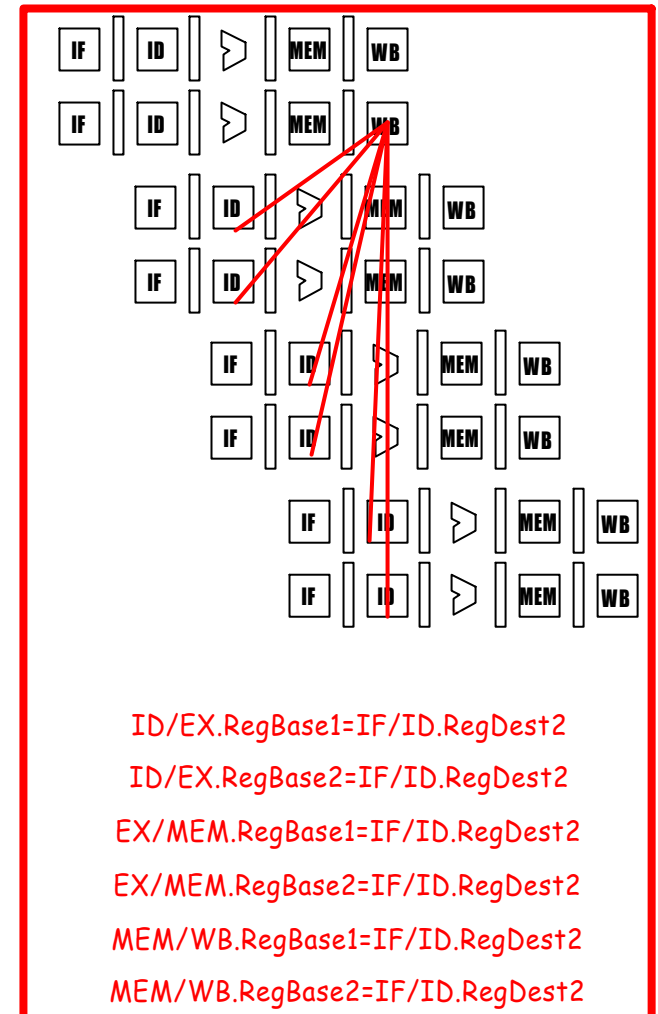 IF ID MEM WB
IF ID MEM WB
IF ID MEM WB
IF ID MEM WB
IF ID MEM WB
IF ID MEM WB
IF ID MEM WB
IF ID MEM WB
ID/EX.RegBase1=IF/ID.RegDest2
ID/EX.RegBase2=IF/ID.RegDest2
EX/MEM.RegBase1=IF/ID.RegDest2
EX/MEM.RegBase2=IF/ID.RegDest2
MEM/WB.RegBase1=IF/ID.RegDest2
MEM/WB.RegBase2=IF/ID.RegDest2